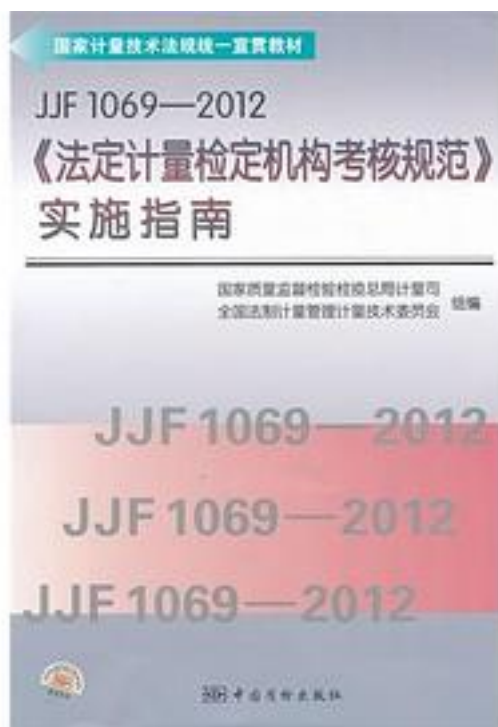 国家计量技术法规统一宣贯教材
JJF 1069—2012
《法定计量检定机构考核规范》
实施指南
国家质量监督检验检疫总局计量司
全国法制计量管理计量技术委员会
组编
JJF 1069—2012
JJF 1069—2012
JJF 1069—2012
中国质检出版社